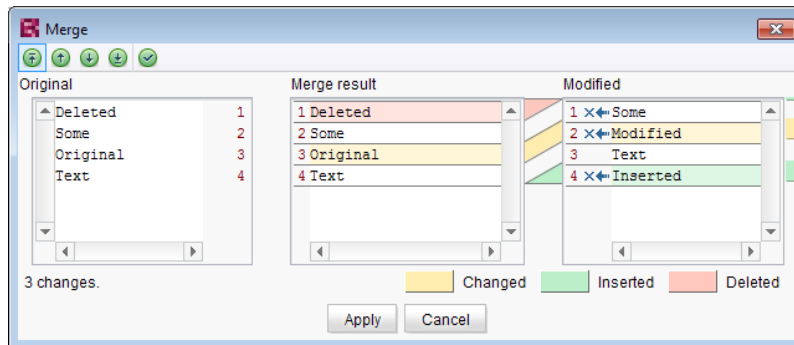 Merge
Original Merge result Modified
Deleted 1
Some 2
Original 3
Text 4
1 Deleted
2 Some
3 Original
4 Text
1 Some
2 Modified
3 Text
4 Inserted
3 changes.
Changed Inserted Deleted
Apply Cancel